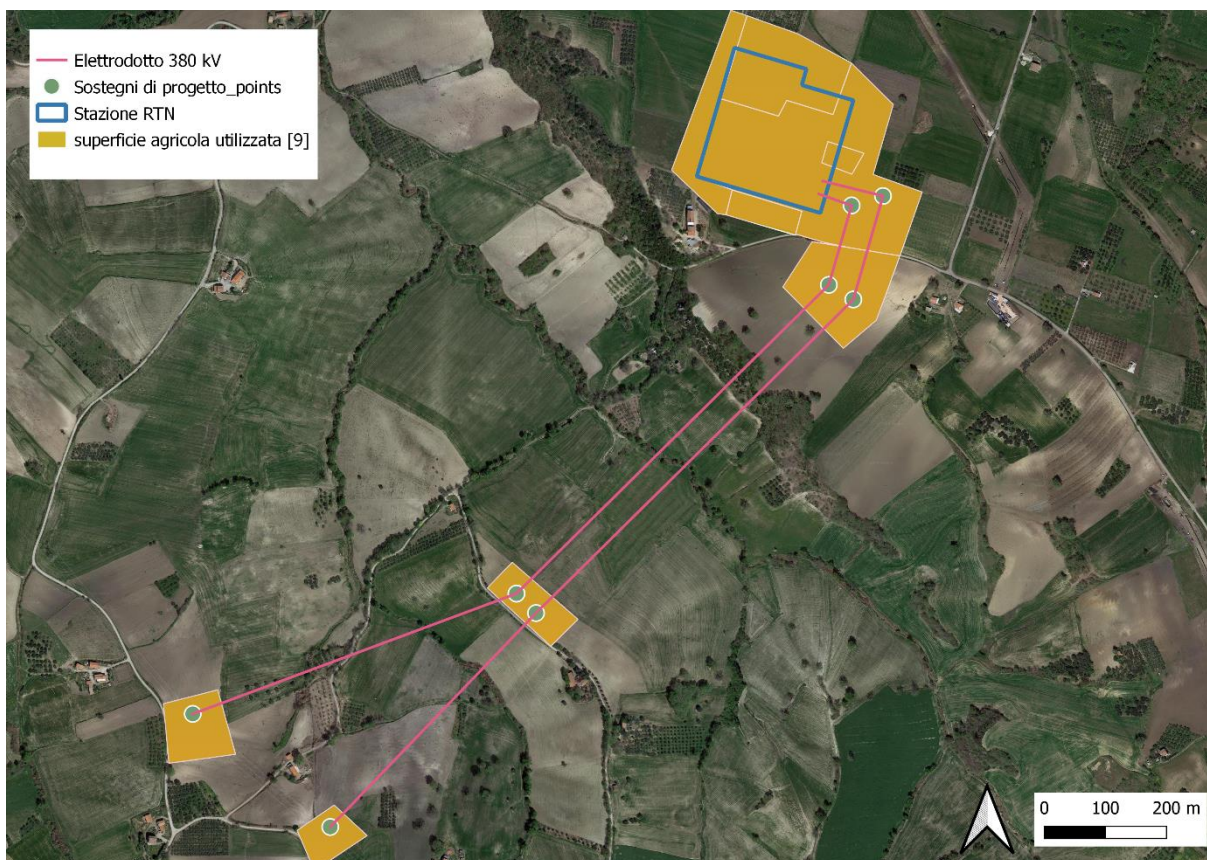 Elettrodotto 380 kV
Sostegni di progetto_points
Stazione RTN
superficie agricola utilizzata [9]
0 100 200 m